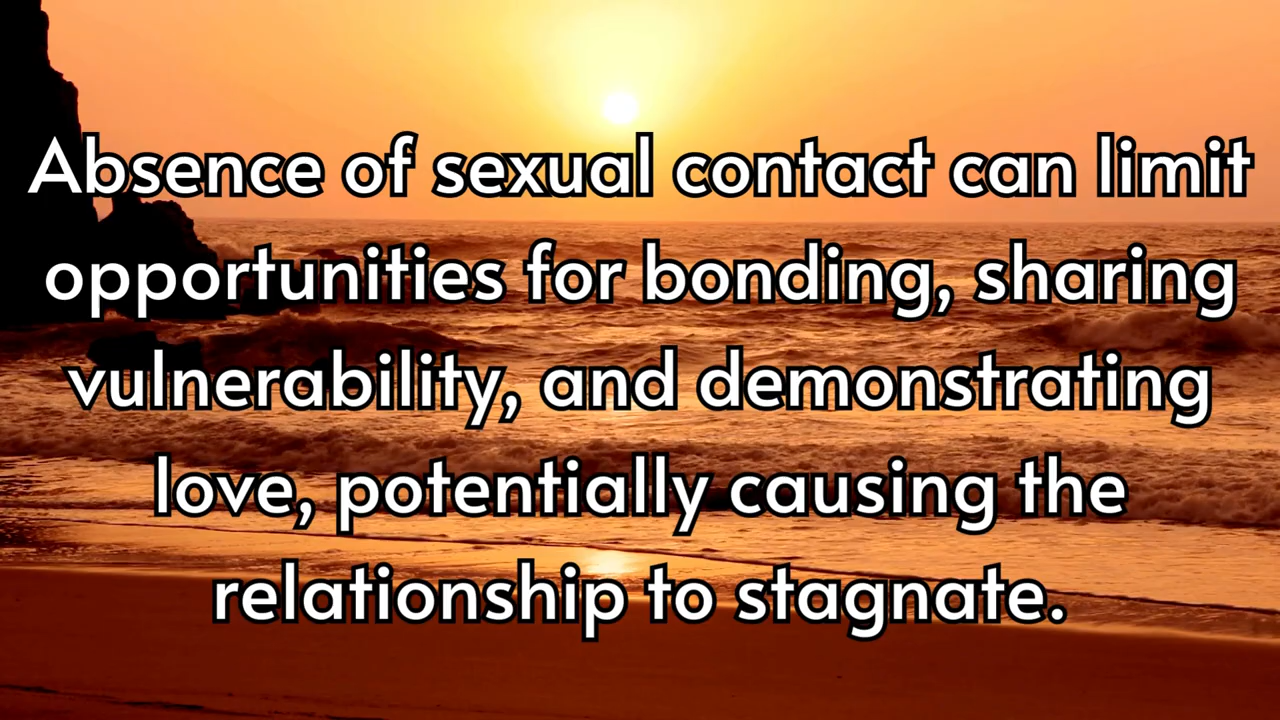 Absence of sexual contact can limit
opportunities for bonding, sharing
vulnerability, and demonstrating
love, potentially causing the
relationship to stagnate.